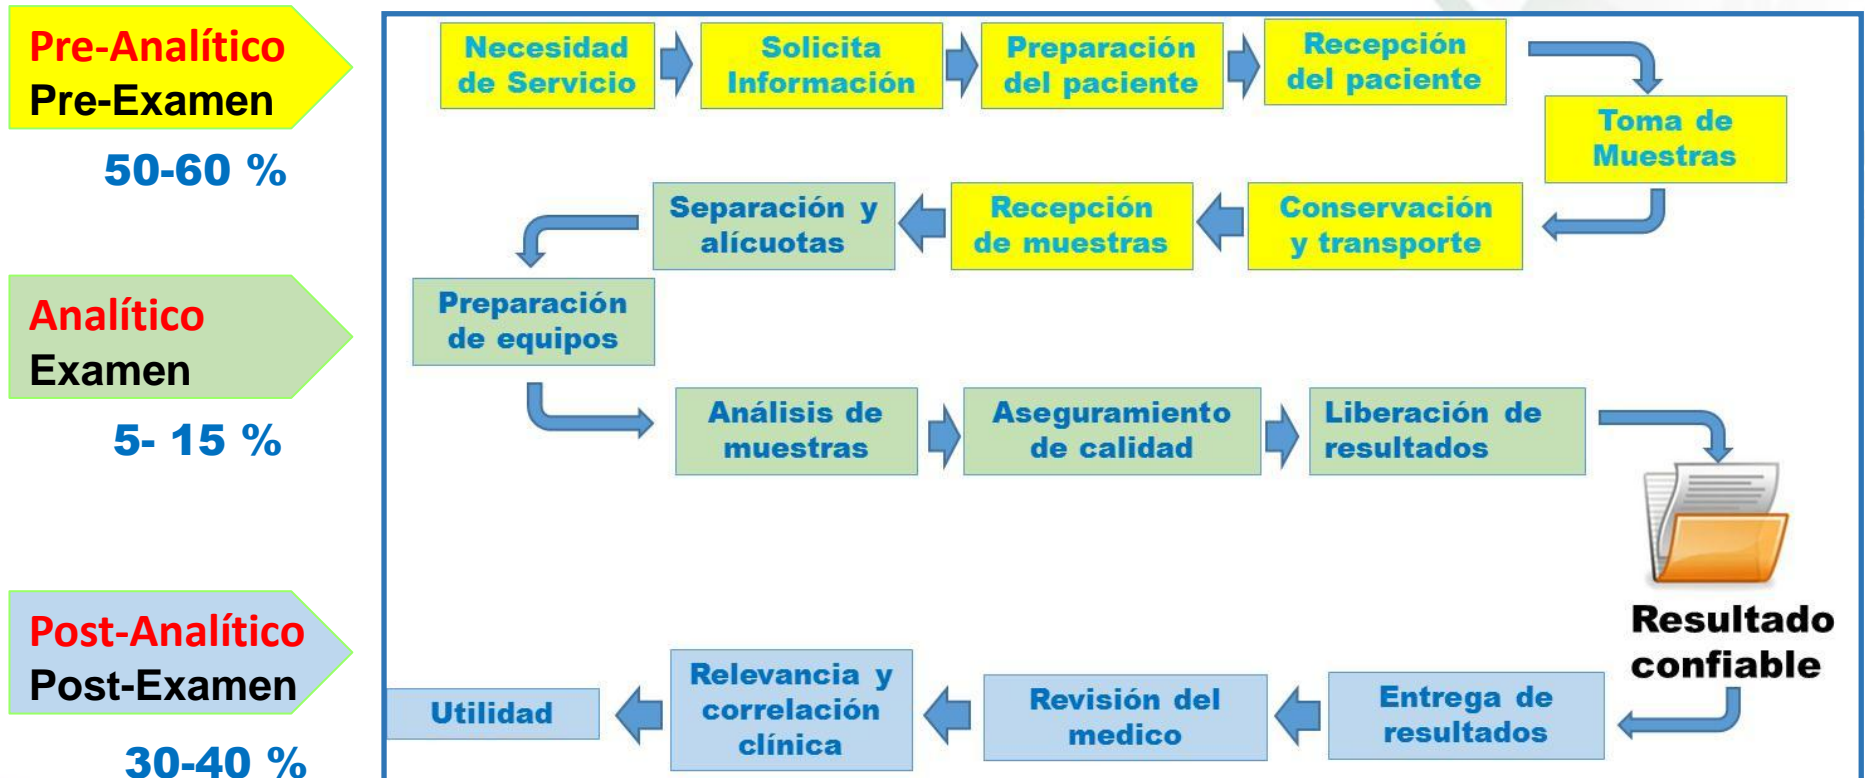 Pre-Analítico
Pre-Examen
50-60 %
Necesidad
de Servicio
Solicita
Información
Preparación
del paciente
Recepción
del paciente
Toma de
Muestras
Conservación
y transporte
Recepción
de muestras
Separación y
alícuotas
Analítico
Examen
5- 15 %
Preparación
de equipos
Análisis de
muestras
Aseguramiento
de calidad
Liberación de
resultados
Resultado
confiable
Post-Analítico
Post-Examen
30-40 %
Entrega de
resultados
Revisión del
medico
Relevancia y
correlación
clínica
Utilidad